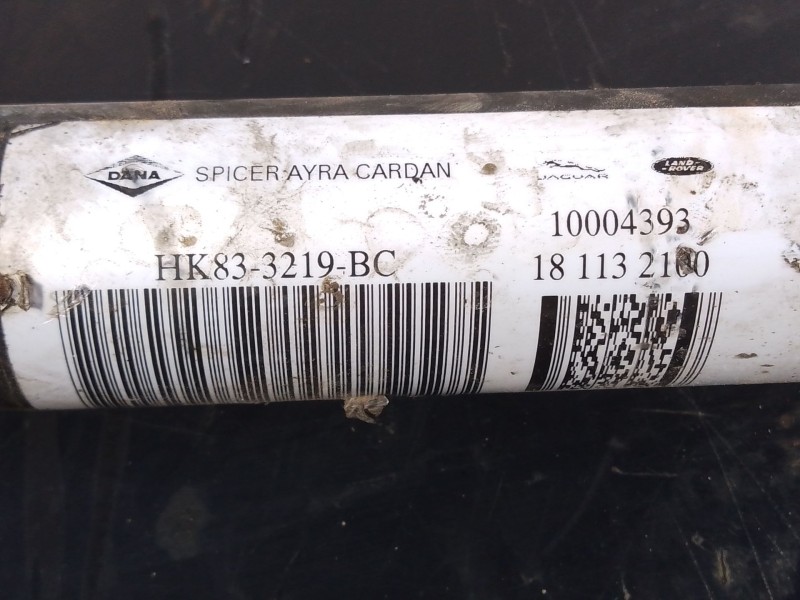 DANA SPICER AYRA CARDAN JAGUAR LAND-ROVER
10004393
HK83-3219-BC 18 113 2100